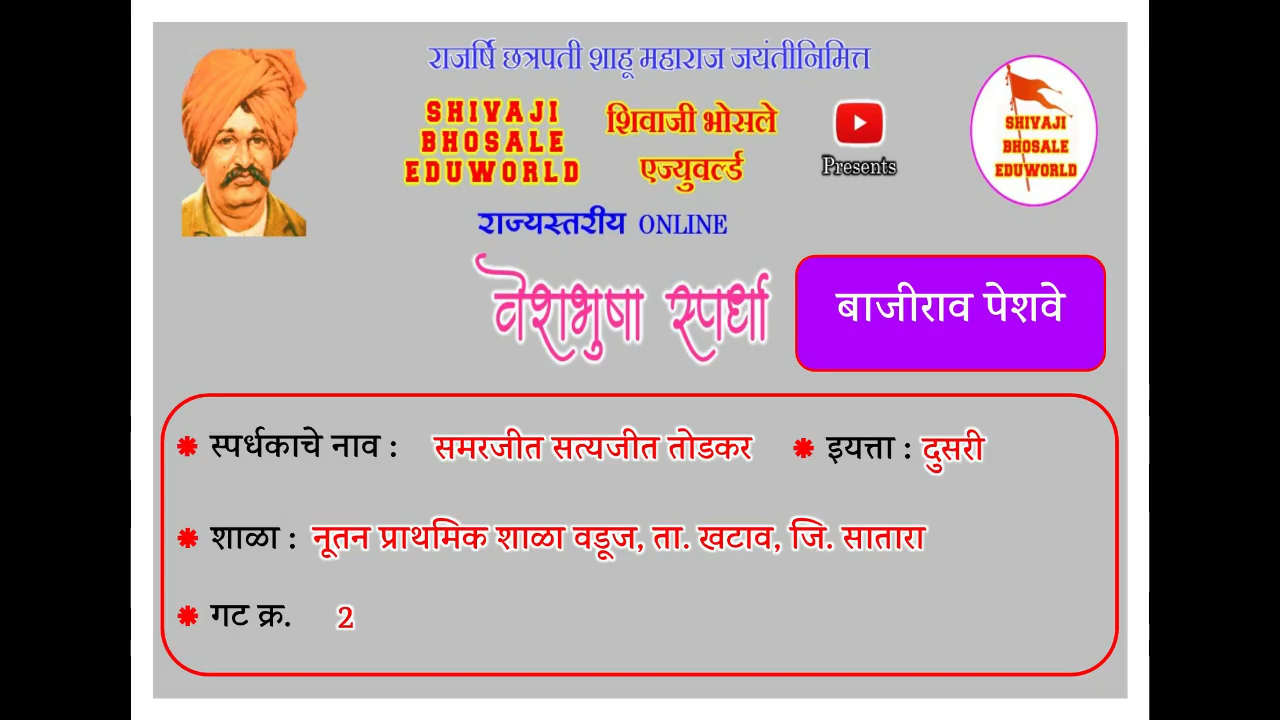 राजर्षि छत्रपती शाहू महाराज जयंतीनिमित्त
SHIVAJI BHOSALE EDUWORLD
शिवाजी भोसले एज्युवर्ल्ड
Presents
SHIVAJI BHOSALE EDUWORLD
राज्यस्तरीय ONLINE
वेशभुषा स्पर्धा
बाजीराव पेशवे
स्पर्धकाचे नाव : समरजीत सत्यजीत तोडकर इयत्ता : दुसरी
शाळा : नूतन प्राथमिक शाळा वडूज, ता. खटाव, जि. सातारा
गट क्र. 2